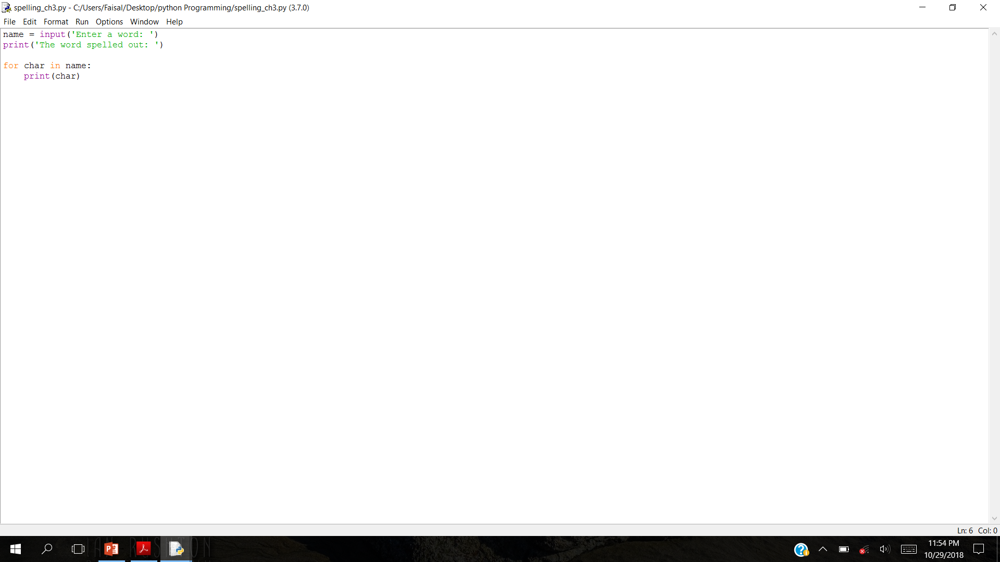 spelling_ch3.py - C:/Users/Faisal/Desktop/python Programming/spelling_ch3.py (3.7.0)
File Edit Format Run Options Window Help
name = input('Enter a word: ')
print('The word spelled out: ')
for char in name:
    print(char)
Ln: 6 Col: 0
11:54 PM
10/29/2018